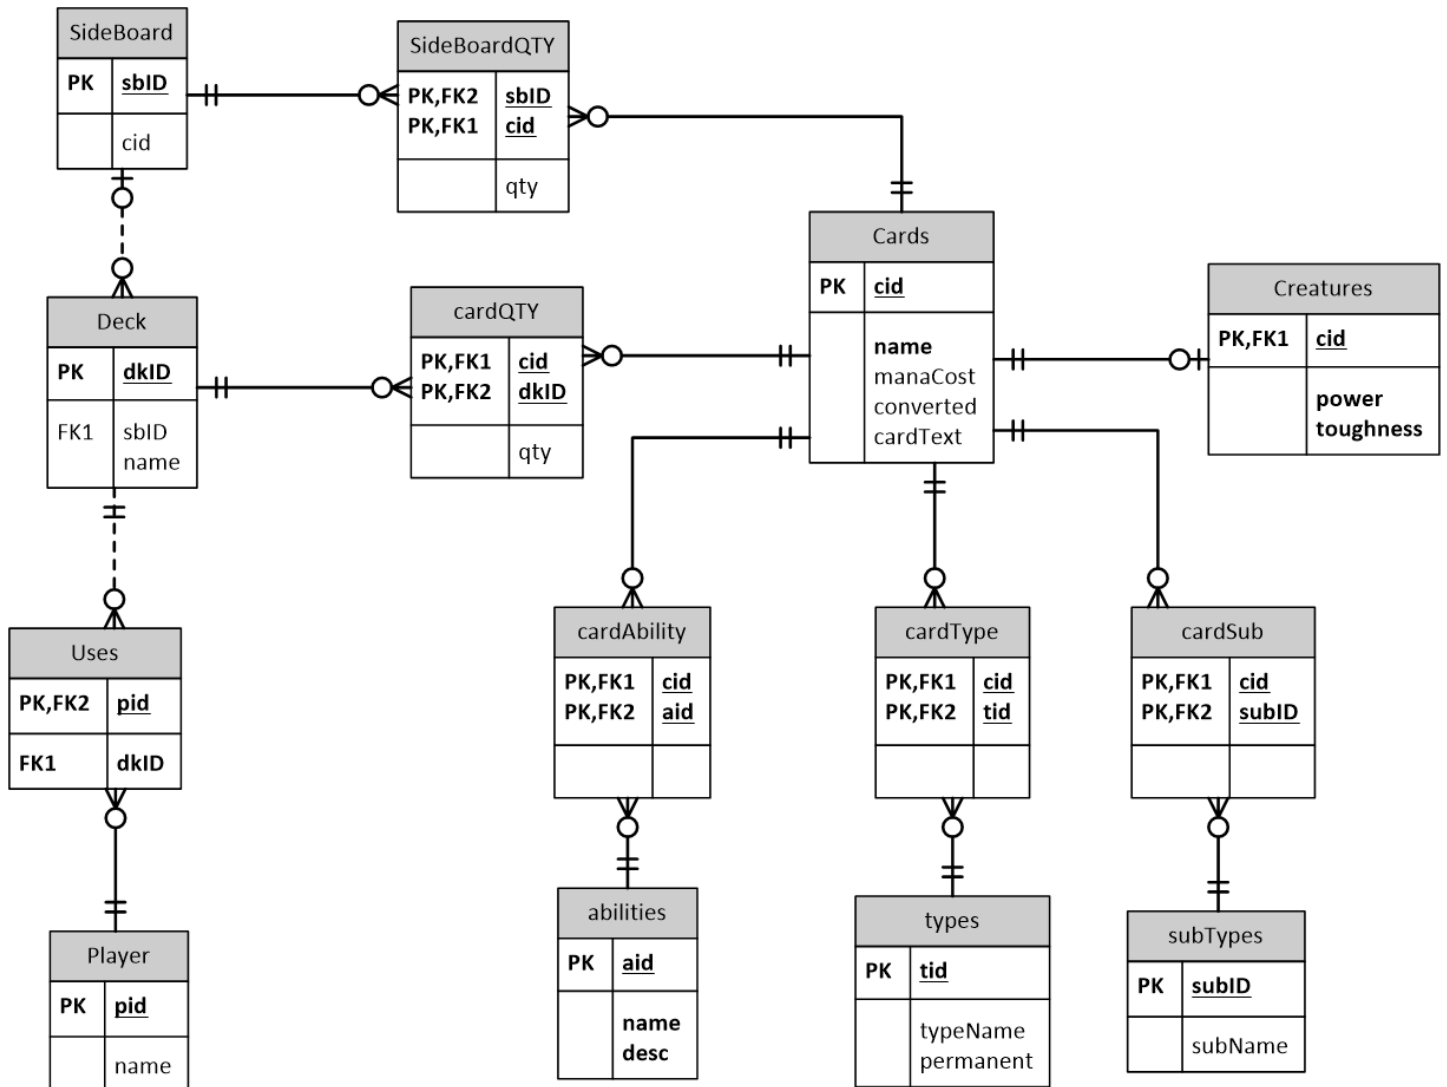 SideBoard
PK sbID
cid
SideBoardQTY
PK,FK2 sbID
PK,FK1 cid
qty
Cards
PK cid
name
manaCost
converted
cardText
Creatures
PK,FK1 cid
power
toughness
Deck
PK dkID
FK1 sbID
name
cardQTY
PK,FK1 cid
PK,FK2 dkID
qty
Uses
PK,FK2 pid
FK1 dkID
cardAbility
PK,FK1 cid
PK,FK2 aid
cardType
PK,FK1 cid
PK,FK2 tid
cardSub
PK,FK1 cid
PK,FK2 subID
Player
PK pid
name
abilities
PK aid
name
desc
types
PK tid
typeName
permanent
subTypes
PK subID
subName